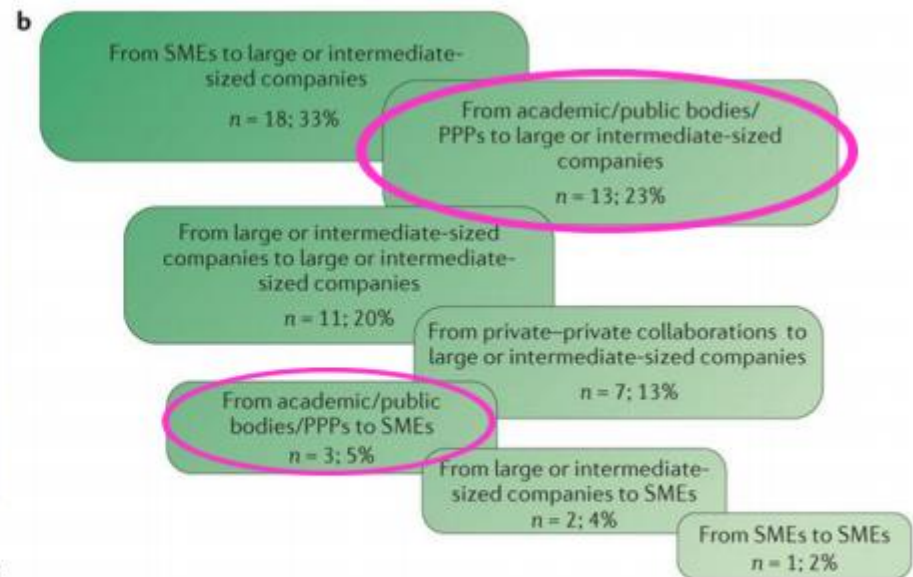 b
From SMEs to large or intermediate-
sized companies
n = 18; 33%
From academic/public bodies/
PPPs to large or intermediate-sized
companies
n = 13; 23%
From large or intermediate-sized
companies to large or intermediate-
sized companies
n = 11; 20%
From private–private collaborations to
large or intermediate-sized companies
n = 7; 13%
From academic/public
bodies/PPPs to SMEs
n = 3; 5%
From large or intermediate-
sized companies to SMEs
n = 2; 4%
From SMEs to SMEs
n = 1; 2%